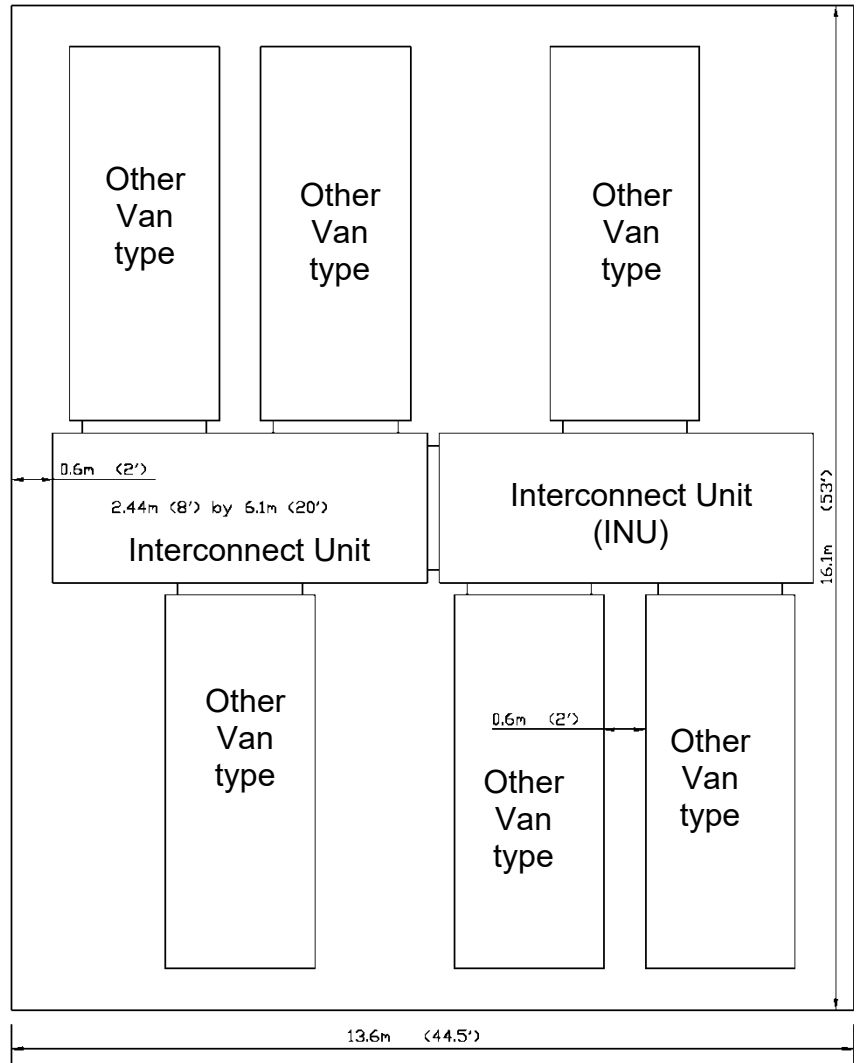 Other
Van
type
Other
Van
type
Other
Van
type
0.6m (2')
2.44m (8') by 6.1m (20')
Interconnect Unit
Interconnect Unit
(INU)
16.1m (53')
Other
Van
type
0.6m (2')
Other
Van
type
Other
Van
type
13.6m (44.5')